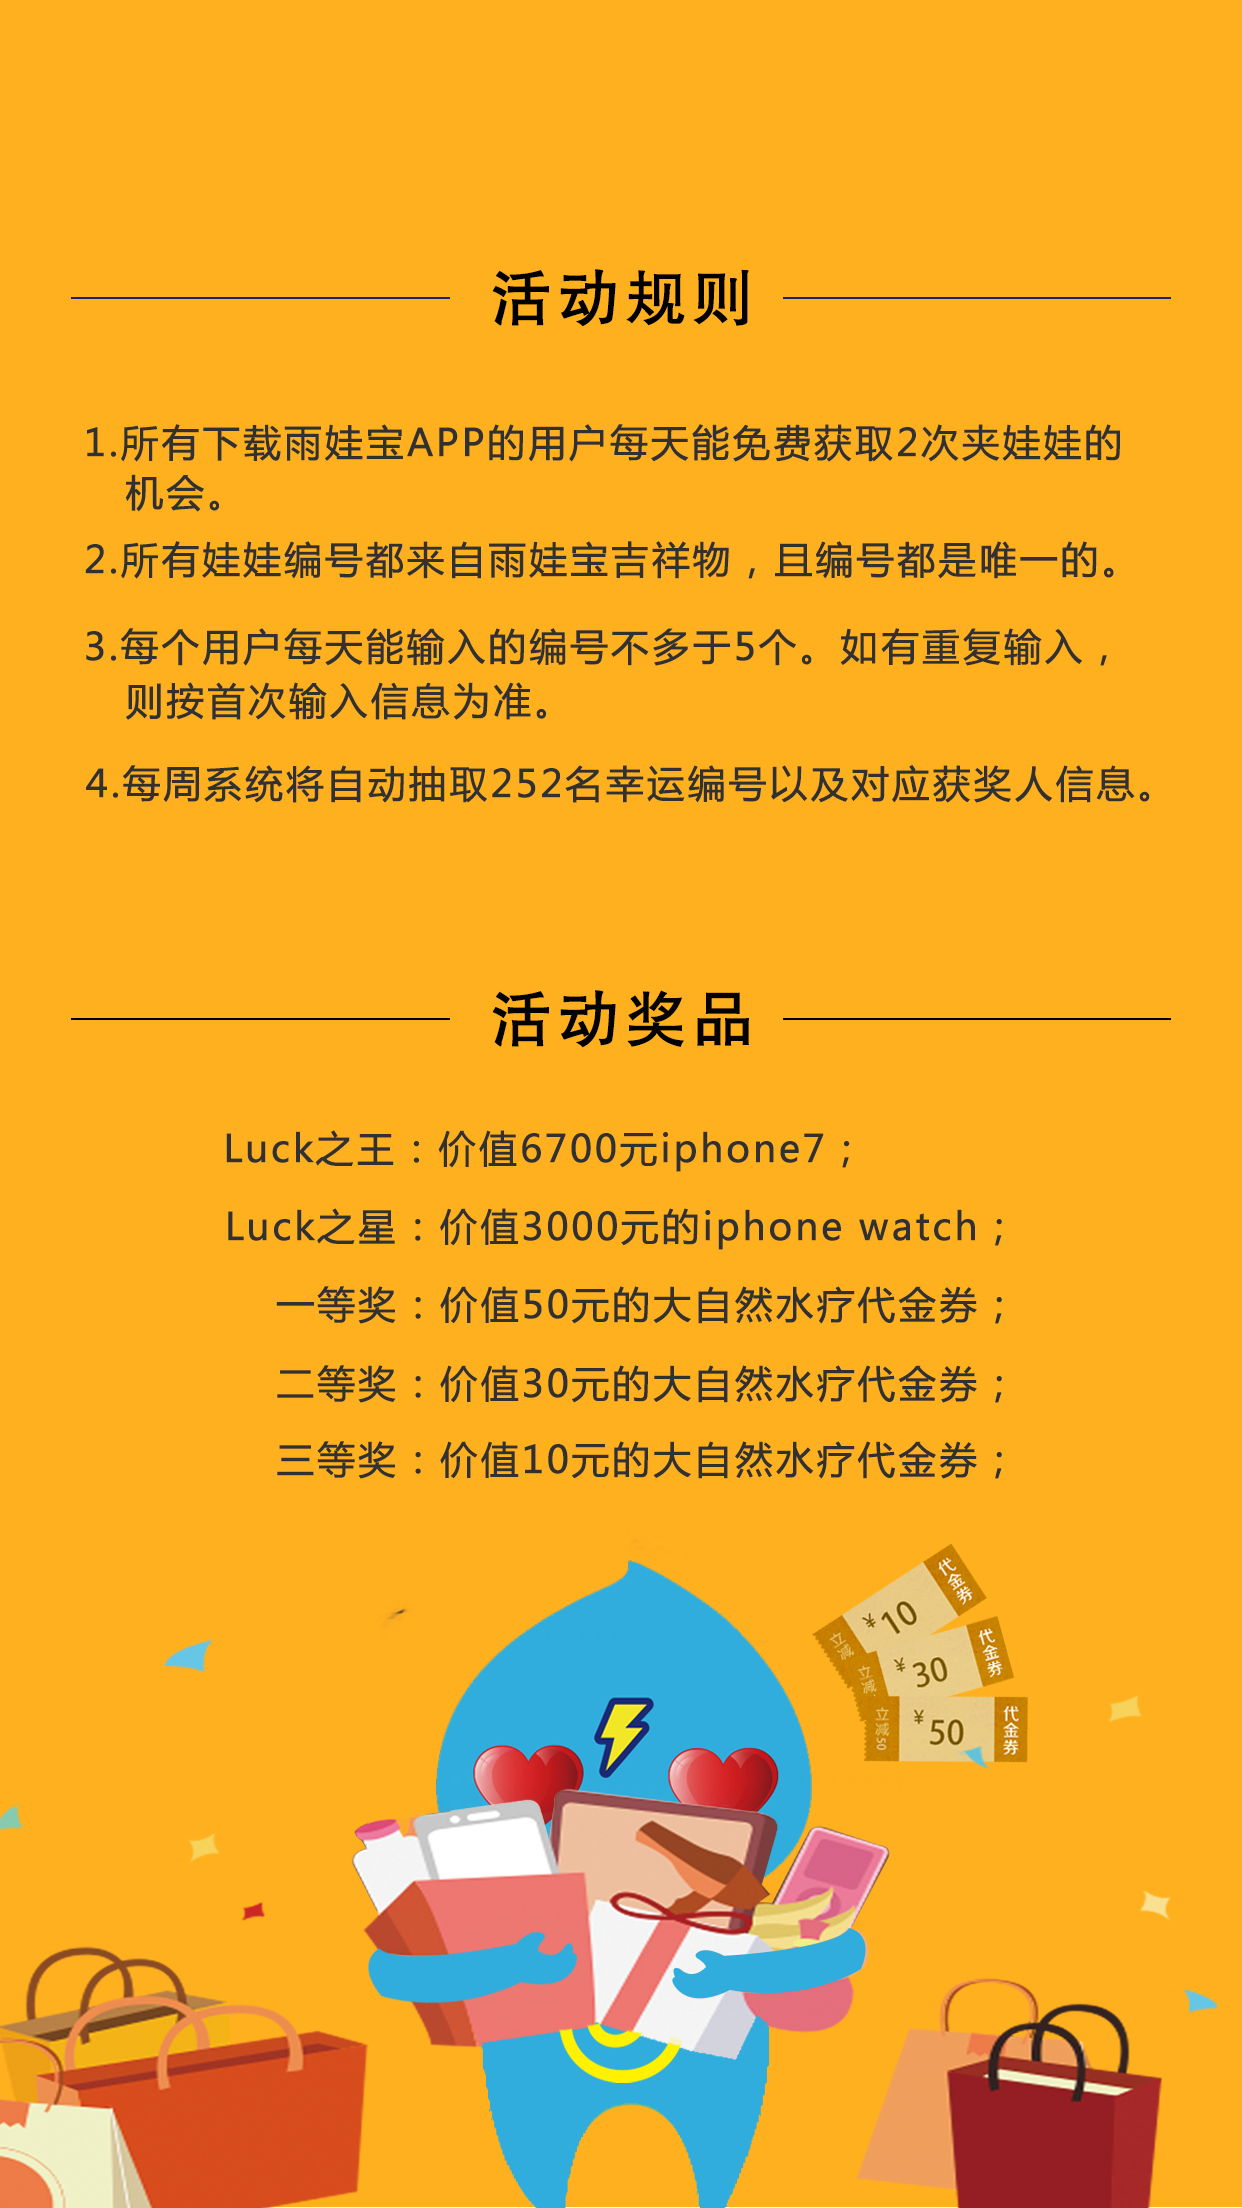 活动规则
1.所有下载雨娃宝APP的用户每天能免费获取2次夹娃娃的
机会。
2.所有娃娃编号都来自雨娃宝吉祥物，且编号都是唯一的。
3.每个用户每天能输入的编号不多于5个。如有重复输入，
则按首次输入信息为准。
4.每周系统将自动抽取252名幸运编号以及对应获奖人信息。
活动奖品
Luck之王：价值6700元iphone7；
Luck之星：价值3000元的iphone watch；
一等奖：价值50元的大自然水疗代金券；
二等奖：价值30元的大自然水疗代金券；
三等奖：价值10元的大自然水疗代金券；
立减 ¥10 代金券
立减 ¥30 代金券
立减50 ¥50 代金券